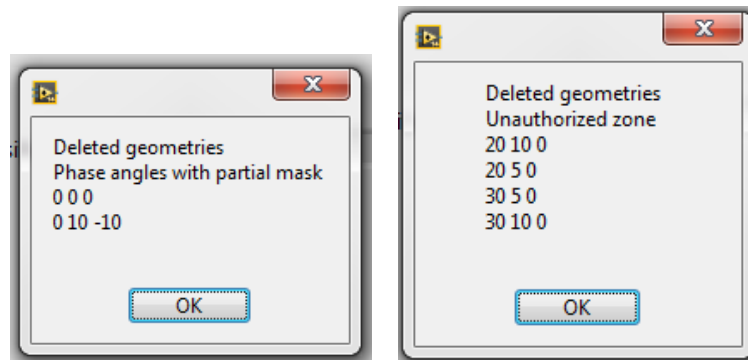 Deleted geometries
Phase angles with partial mask
0 0 0
0 10 -10
OK
Deleted geometries
Unauthorized zone
20 10 0
20 5 0
30 5 0
30 10 0
OK